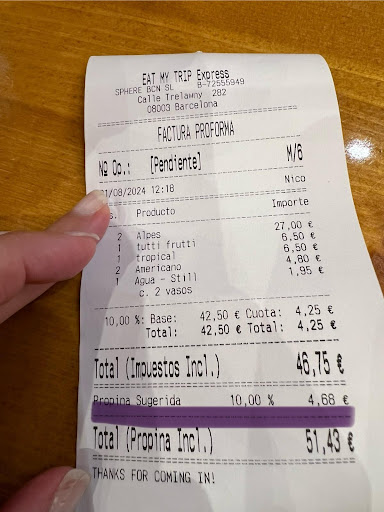 EAT MY TRIP Express
SPHERE BCN SL B-72555949
Calle Trelawny 282
08003 Barcelona
FACTURA PROFORMA
Nº Op.: [Pendiente] M/6
1/08/2024 12:18 Nico
s. Producto Importe
2 Alpes 27,00 €
1 tutti frutti 6,50 €
1 tropical 6,50 €
2 Americano 4,80 €
1 Agua - Still 1,95 €
c. 2 vasos
10,00 %: Base: 42,50 € Cuota: 4,25 €
Total: 42,50 € Total: 4,25 €
Total (Impuestos Incl.) 46,75 €
Propina Sugerida 10,00 % 4,68 €
Total (Propina Incl.) 51,43 €
THANKS FOR COMING IN!